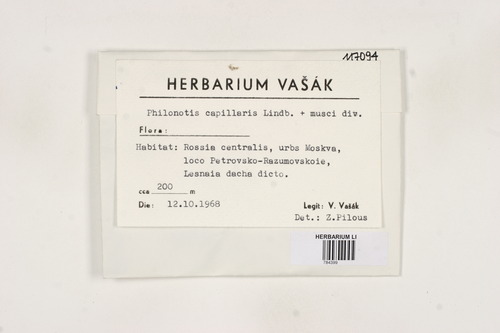 117094
HERBARIUM VAŠÁK
Philonotis capillaris Lindb. + musci div.
Flora:
Habitat: Rossia centralis, urbs Moskva,
loco Petrovsko-Razumovskoie,
Lesnaia dacha dicto.
cca 200 m
Die: 12.10.1968
Legit: V. Vašák
Det.: Z.Pilous
HERBARIUM LI